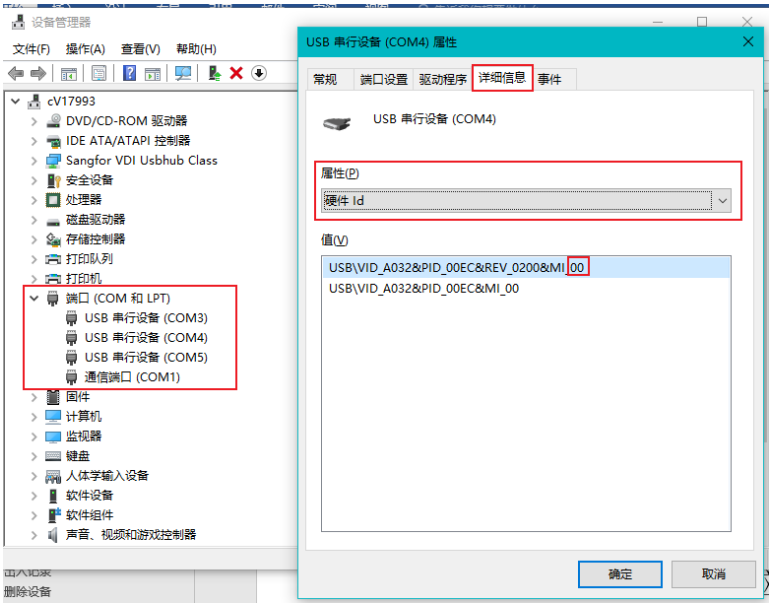 设备管理器
文件(F) 操作(A) 查看(V) 帮助(H)
cV17993
DVD/CD-ROM 驱动器
IDE ATA/ATAPI 控制器
Sangfor VDI Usbhub Class
安全设备
处理器
磁盘驱动器
存储控制器
打印队列
打印机
端口 (COM 和 LPT)
USB 串行设备 (COM3)
USB 串行设备 (COM4)
USB 串行设备 (COM5)
通信端口 (COM1)
固件
计算机
监视器
键盘
人体学输入设备
软件设备
软件组件
声音、视频和游戏控制器
删除设备
USB 串行设备 (COM4) 属性
常规 端口设置 驱动程序 详细信息 事件
USB 串行设备 (COM4)
属性(P)
硬件 Id
值(V)
USB\VID_A032&PID_00EC&REV_0200&MI_00
USB\VID_A032&PID_00EC&MI_00
确定 取消